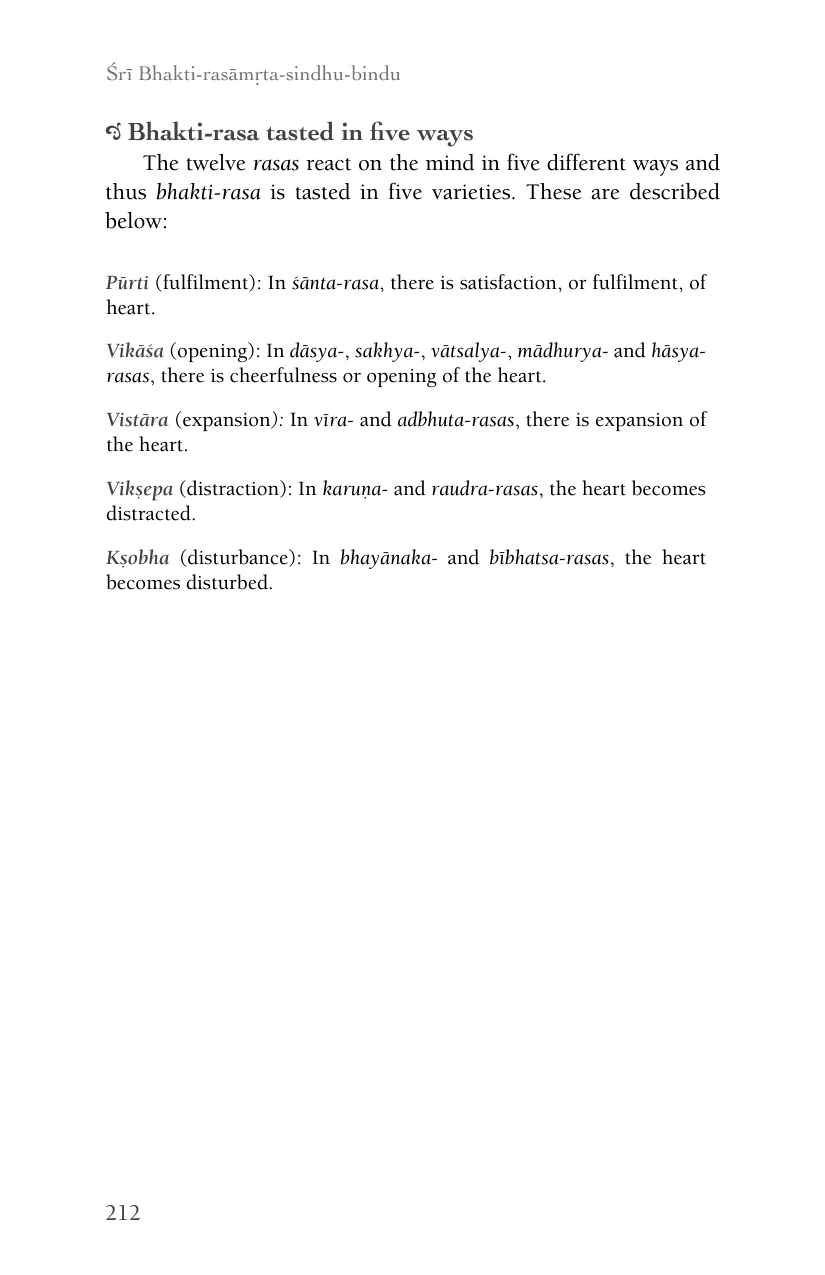 Śrī Bhakti-rasāmṛta-sindhu-bindu
Bhakti-rasa tasted in five ways
The twelve rasas react on the mind in five different ways and
thus bhakti-rasa is tasted in five varieties. These are described
below:
Pūrti (fulfilment): In śānta-rasa, there is satisfaction, or fulfilment, of
heart.
Vikāśa (opening): In dāsya-, sakhya-, vātsalya-, mādhurya- and hāsya-
rasas, there is cheerfulness or opening of the heart.
Vistāra (expansion): In vīra- and adbhuta-rasas, there is expansion of
the heart.
Vikṣepa (distraction): In karuṇa- and raudra-rasas, the heart becomes
distracted.
Kṣobha (disturbance): In bhayānaka- and bībhatsa-rasas, the heart
becomes disturbed.
212